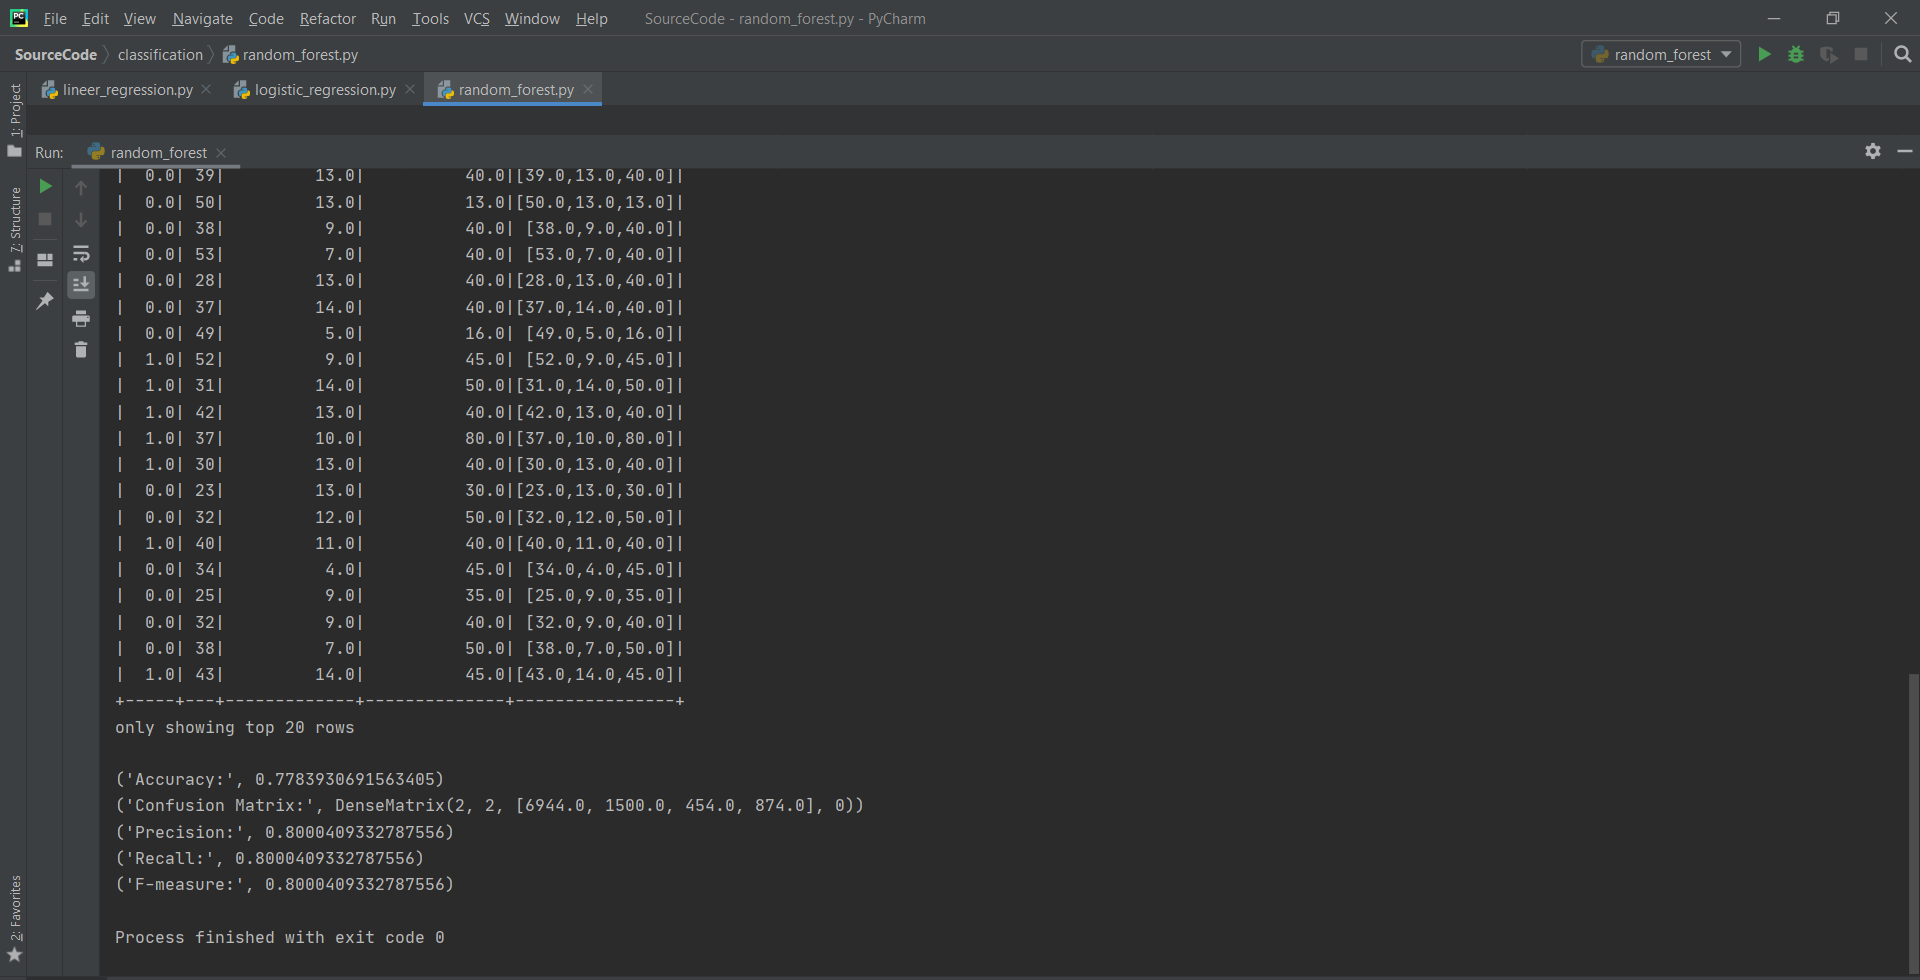 File Edit View Navigate Code Refactor Run Tools VCS Window Help SourceCode - random_forest.py - PyCharm
SourceCode classification random_forest.py random_forest
lineer_regression.py logistic_regression.py random_forest.py
1: Project
7: Structure
2: Favorites
Run: random_forest
|  0.0| 39|         13.0|          40.0|[39.0,13.0,40.0]|
|  0.0| 50|         13.0|          13.0|[50.0,13.0,13.0]|
|  0.0| 38|          9.0|          40.0| [38.0,9.0,40.0]|
|  0.0| 53|          7.0|          40.0| [53.0,7.0,40.0]|
|  0.0| 28|         13.0|          40.0|[28.0,13.0,40.0]|
|  0.0| 37|         14.0|          40.0|[37.0,14.0,40.0]|
|  0.0| 49|          5.0|          16.0| [49.0,5.0,16.0]|
|  1.0| 52|          9.0|          45.0| [52.0,9.0,45.0]|
|  1.0| 31|         14.0|          50.0|[31.0,14.0,50.0]|
|  1.0| 42|         13.0|          40.0|[42.0,13.0,40.0]|
|  1.0| 37|         10.0|          80.0|[37.0,10.0,80.0]|
|  1.0| 30|         13.0|          40.0|[30.0,13.0,40.0]|
|  0.0| 23|         13.0|          30.0|[23.0,13.0,30.0]|
|  0.0| 32|         12.0|          50.0|[32.0,12.0,50.0]|
|  1.0| 40|         11.0|          40.0|[40.0,11.0,40.0]|
|  0.0| 34|          4.0|          45.0| [34.0,4.0,45.0]|
|  0.0| 25|          9.0|          35.0| [25.0,9.0,35.0]|
|  0.0| 32|          9.0|          40.0| [32.0,9.0,40.0]|
|  0.0| 38|          7.0|          50.0| [38.0,7.0,50.0]|
|  1.0| 43|         14.0|          45.0|[43.0,14.0,45.0]|
+-----+---+-------------+--------------+----------------+
only showing top 20 rows
('Accuracy:', 0.7783930691563405)
('Confusion Matrix:', DenseMatrix(2, 2, [6944.0, 1500.0, 454.0, 874.0], 0))
('Precision:', 0.8000409332787556)
('Recall:', 0.8000409332787556)
('F-measure:', 0.8000409332787556)
Process finished with exit code 0